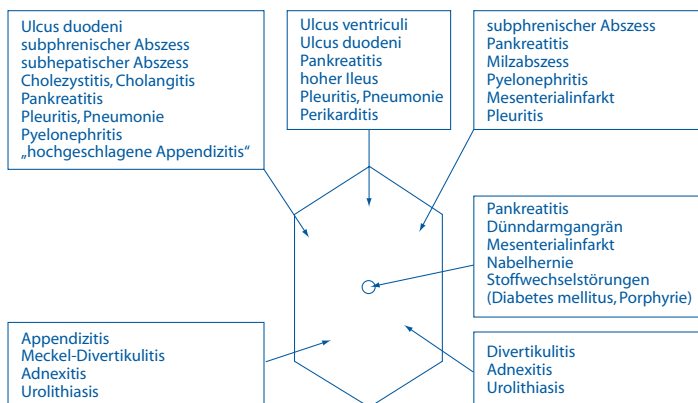 Ulcus duodeni
subphrenischer Abszess
subhepatischer Abszess
Cholezystitis, Cholangitis
Pankreatitis
Pleuritis, Pneumonie
Pyelonephritis
„hochgeschlagene Appendizitis“
Ulcus ventriculi
Ulcus duodeni
Pankreatitis
hoher Ileus
Pleuritis, Pneumonie
Perikarditis
subphrenischer Abszess
Pankreatitis
Milzabszess
Pyelonephritis
Mesenterialinfarkt
Pleuritis
Pankreatitis
Dünndarmgangrän
Mesenterialinfarkt
Nabelhernie
Stoffwechselstörungen
(Diabetes mellitus, Porphyrie)
Appendizitis
Meckel-Divertikulitis
Adnexitis
Urolithiasis
Divertikulitis
Adnexitis
Urolithiasis